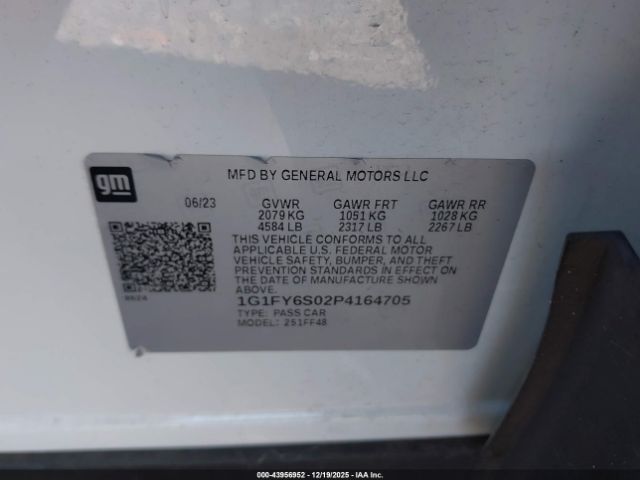 gm
MFD BY GENERAL MOTORS LLC
06/23 GVWR GAWR FRT GAWR RR
2079 KG 1051 KG 1028 KG
4584 LB 2317 LB 2267 LB
THIS VEHICLE CONFORMS TO ALL
APPLICABLE U.S. FEDERAL MOTOR
VEHICLE SAFETY, BUMPER, AND THEFT
PREVENTION STANDARDS IN EFFECT ON
THE DATE OF MANUFACTURE SHOWN
ABOVE.
1G1FY6S02P4164705
TYPE: PASS CAR
MODEL: 251FF48
000-43956952 - 12/19/2025 - IAA Inc.